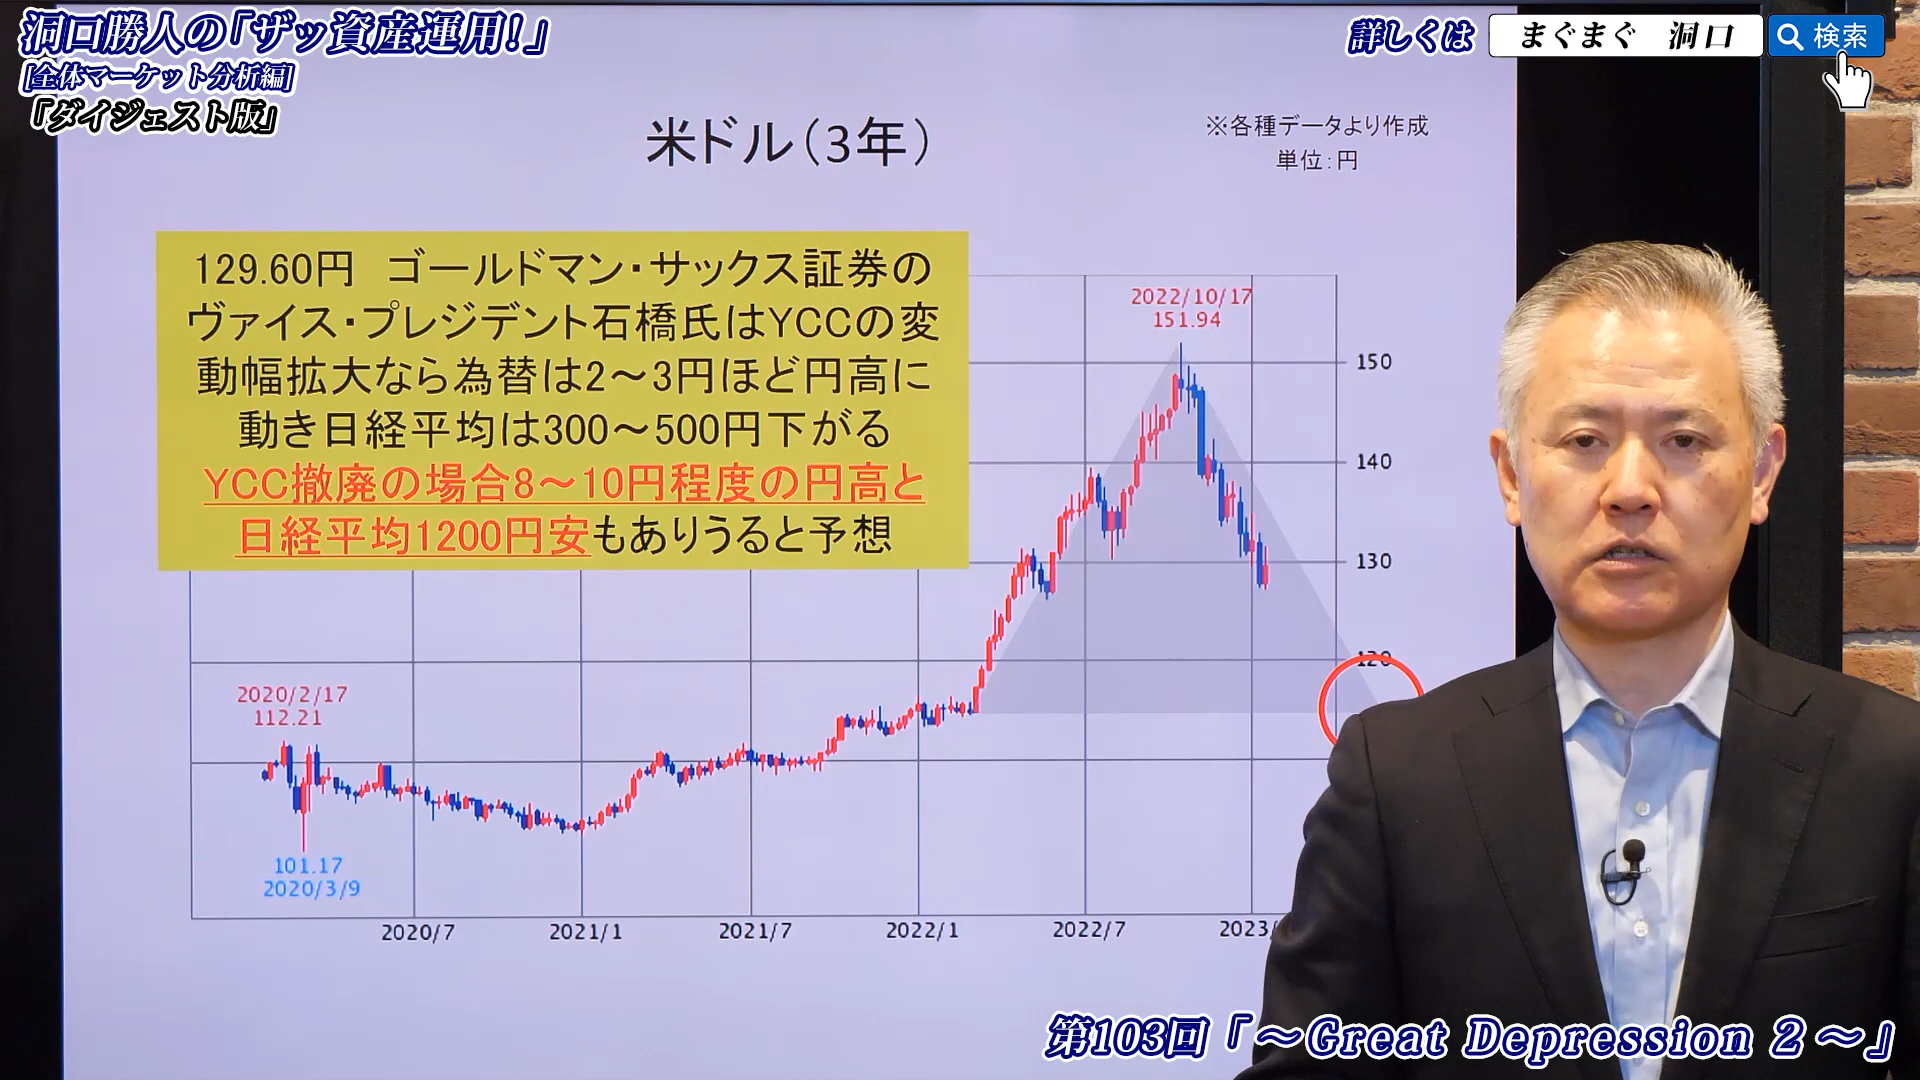 洞口勝人の「ザッ資産運用!」
[全体マーケット分析編]
「ダイジェスト版」
詳しくは
まぐまぐ 洞口
検索
米ドル(3年)
※各種データより作成
単位:円
129.60円 ゴールドマン・サックス証券の
ヴァイス・プレジデント石橋氏はYCCの変
動幅拡大なら為替は2〜3円ほど円高に
動き日経平均は300〜500円下がる
YCC撤廃の場合8〜10円程度の円高と
日経平均1200円安もありうると予想
2022/10/17
151.94
150
140
130
120
2020/2/17
112.21
101.17
2020/3/9
2020/7
2021/1
2021/7
2022/1
2022/7
2023/
第103回「〜Great Depression 2〜」